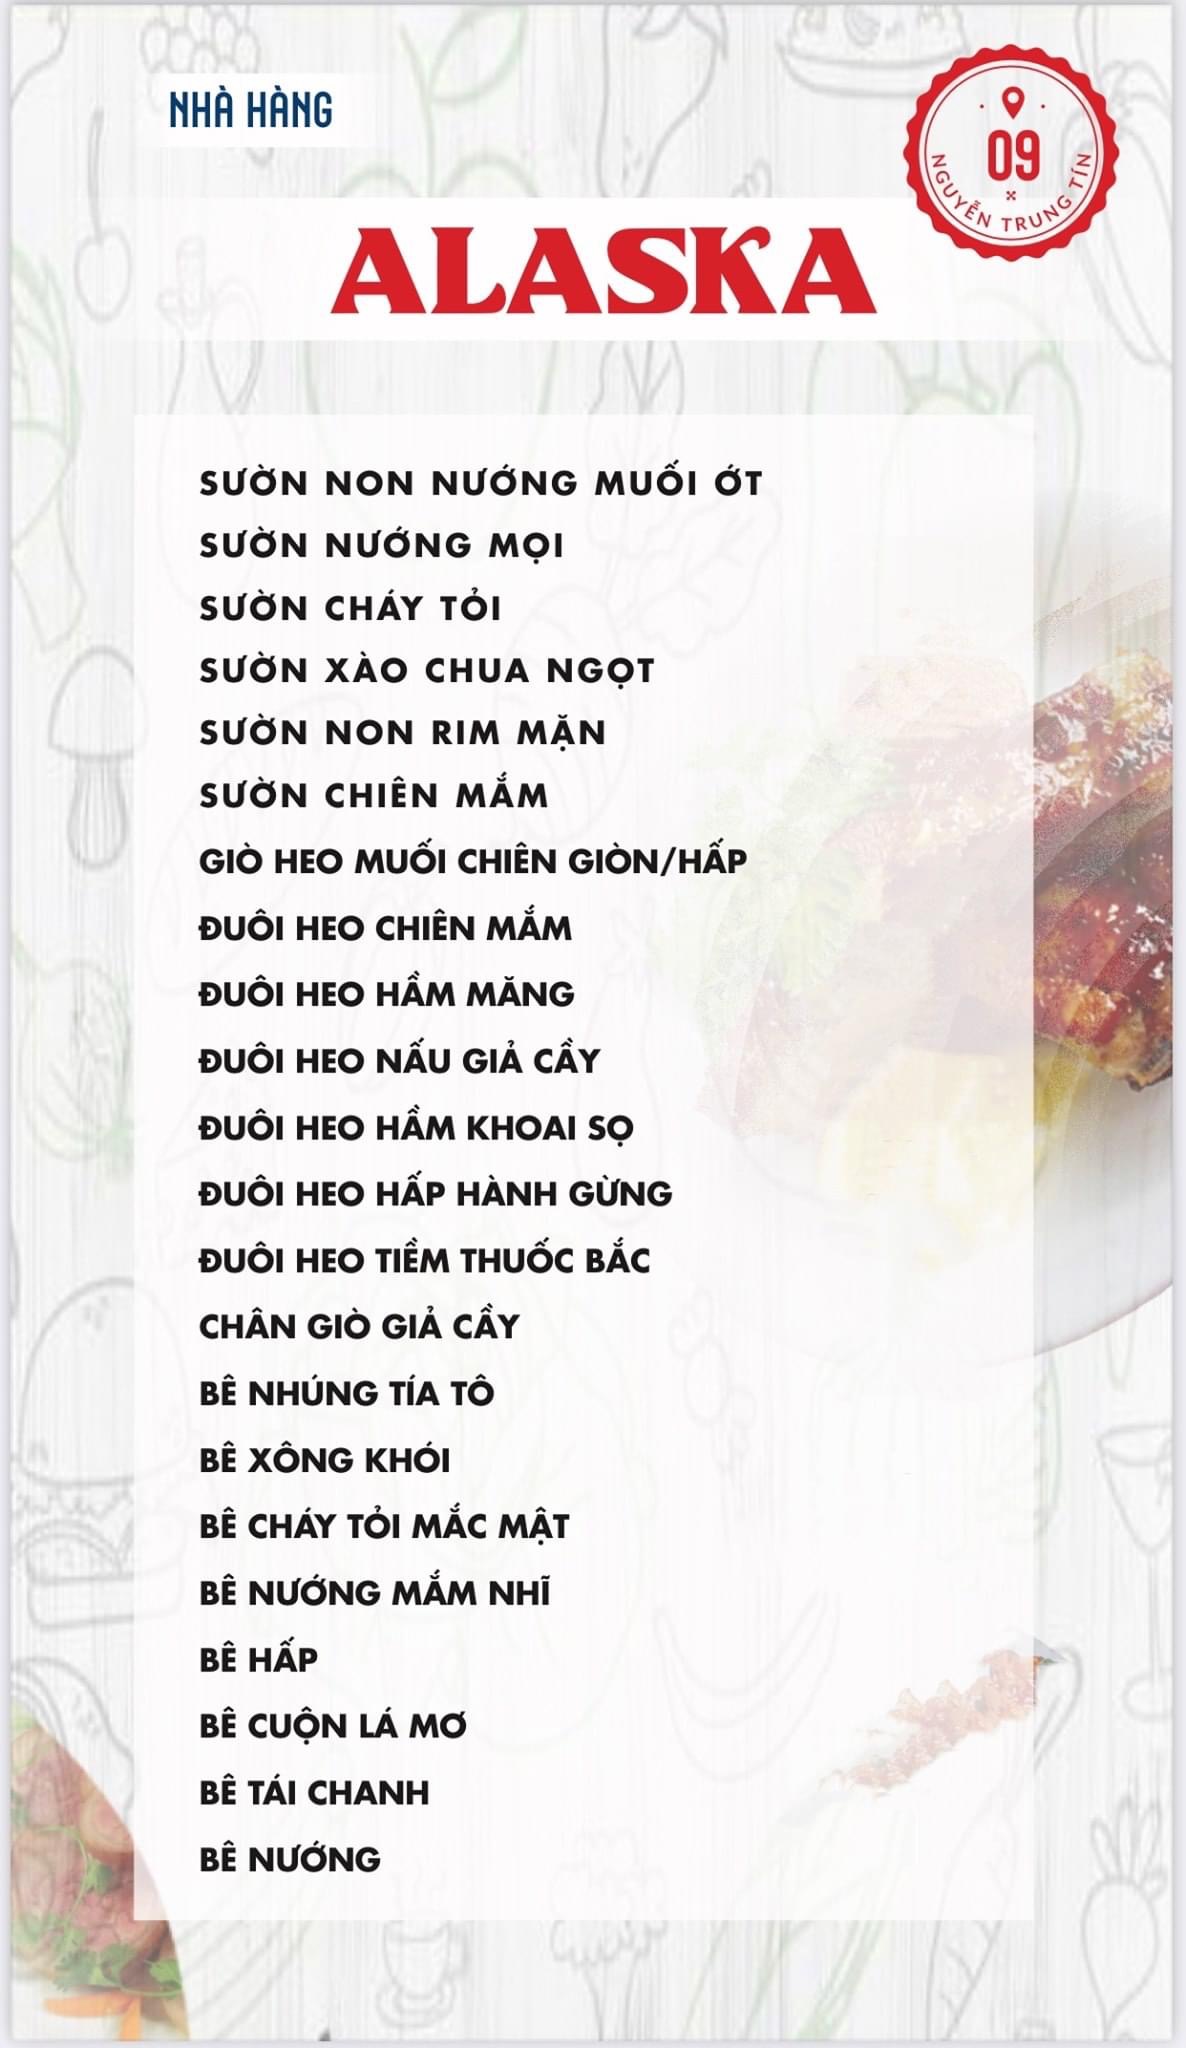 NHÀ HÀNG
09
NGUYỄN TRUNG TÍN
ALASKA
SƯỜN NON NƯỚNG MUỐI ỚT
SƯỜN NƯỚNG MỌI
SƯỜN CHÁY TỎI
SƯỜN XÀO CHUA NGỌT
SƯỜN NON RIM MẶN
SƯỜN CHIÊN MẮM
GIÒ HEO MUỐI CHIÊN GIÒN/HẤP
ĐUÔI HEO CHIÊN MẮM
ĐUÔI HEO HẦM MĂNG
ĐUÔI HEO NẤU GIẢ CẦY
ĐUÔI HEO HẦM KHOAI SỌ
ĐUÔI HEO HẤP HÀNH GỪNG
ĐUÔI HEO TIỀM THUỐC BẮC
CHÂN GIÒ GIẢ CẦY
BÊ NHÚNG TÍA TÔ
BÊ XÔNG KHÓI
BÊ CHÁY TỎI MẮC MẬT
BÊ NƯỚNG MẮM NHĨ
BÊ HẤP
BÊ CUỘN LÁ MƠ
BÊ TÁI CHANH
BÊ NƯỚNG